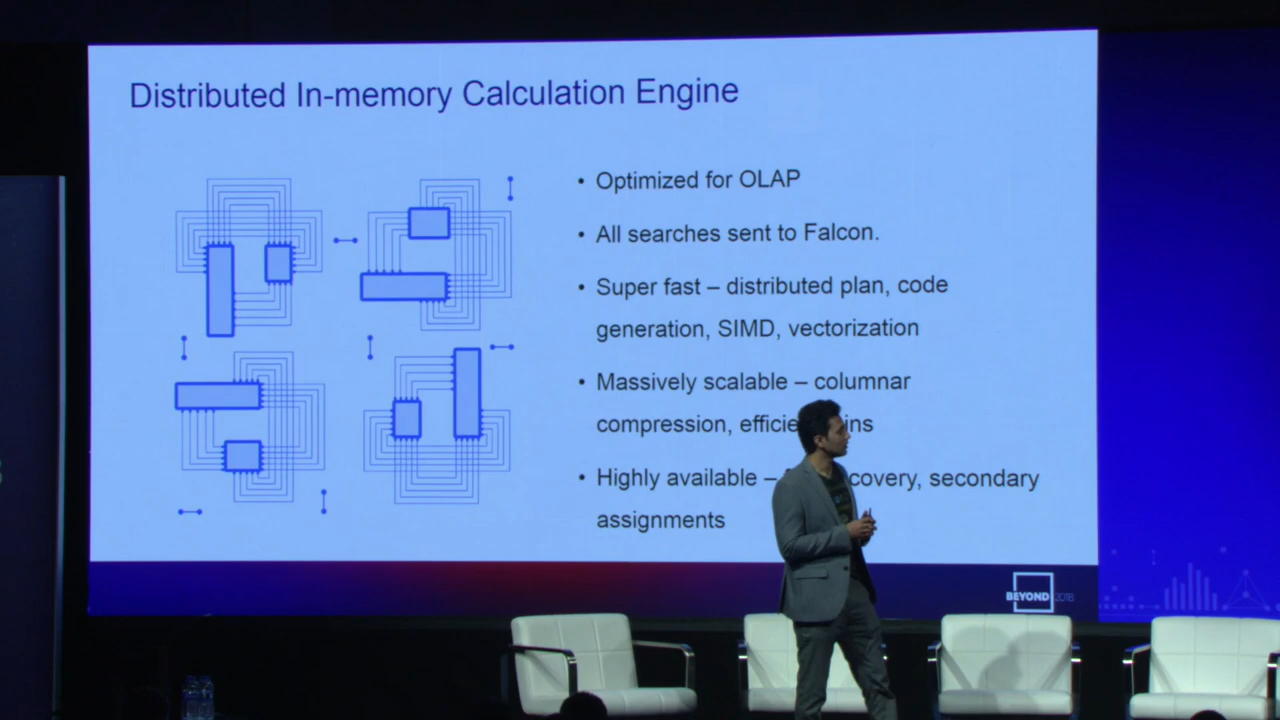 Distributed In-memory Calculation Engine
• Optimized for OLAP
• All searches sent to Falcon.
• Super fast – distributed plan, code
generation, SIMD, vectorization
• Massively scalable – columnar
compression,
• Highly available – secondary
assignments
BEYOND 2018